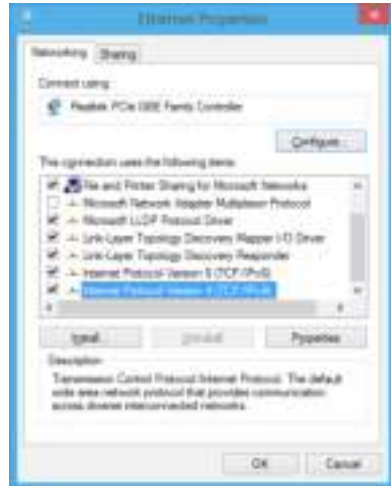 Ethernet Properties
Networking Sharing
Connect using:
Realtek PCIe GBE Family Controller
Configure...
This connection uses the following items:
File and Printer Sharing for Microsoft Networks
Microsoft Network Adapter Multiplexor Protocol
Microsoft LLDP Protocol Driver
Link-Layer Topology Discovery Mapper I/O Driver
Link-Layer Topology Discovery Responder
Internet Protocol Version 6 (TCP/IPv6)
Internet Protocol Version 4 (TCP/IPv4)
Install... Uninstall Properties
Description
Transmission Control Protocol/Internet Protocol. The default
wide area network protocol that provides communication
across diverse interconnected networks.
OK Cancel